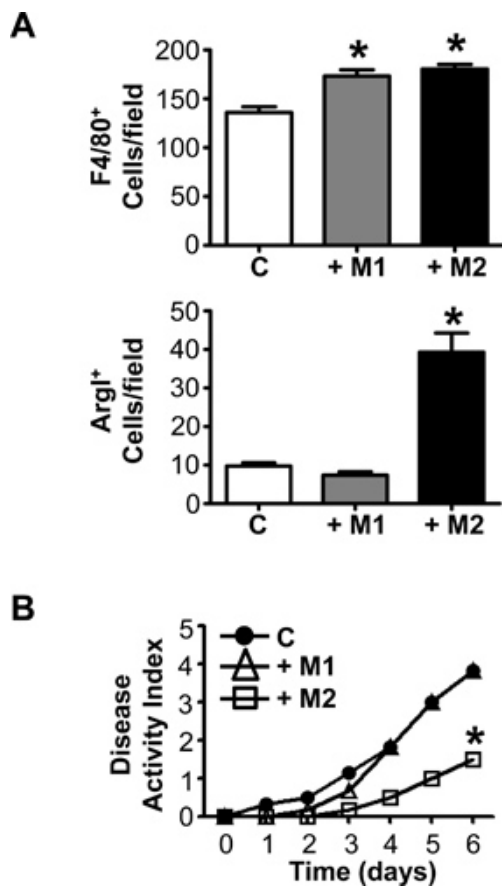 A
F4/80+
Cells/field
200
150
100
50
0
*
*
C
+ M1
+ M2
ArgI+
Cells/field
50
40
30
20
10
0
*
C
+ M1
+ M2
B
Disease
Activity Index
5
4
3
2
1
0
C
+ M1
+ M2
*
0 1 2 3 4 5 6
Time (days)